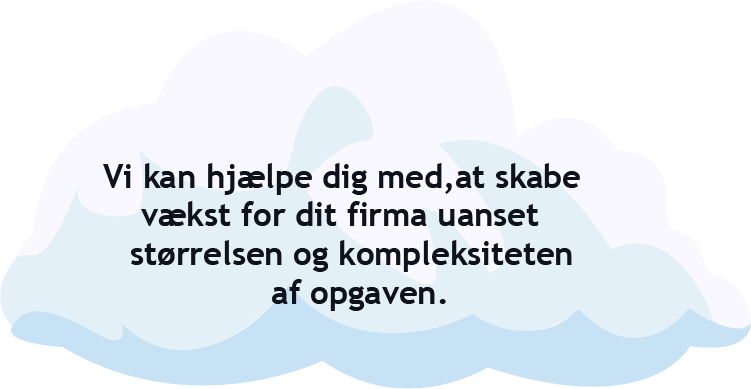 Vi kan hjælpe dig med,at skabe
vækst for dit firma uanset
størrelsen og kompleksiteten
af opgaven.